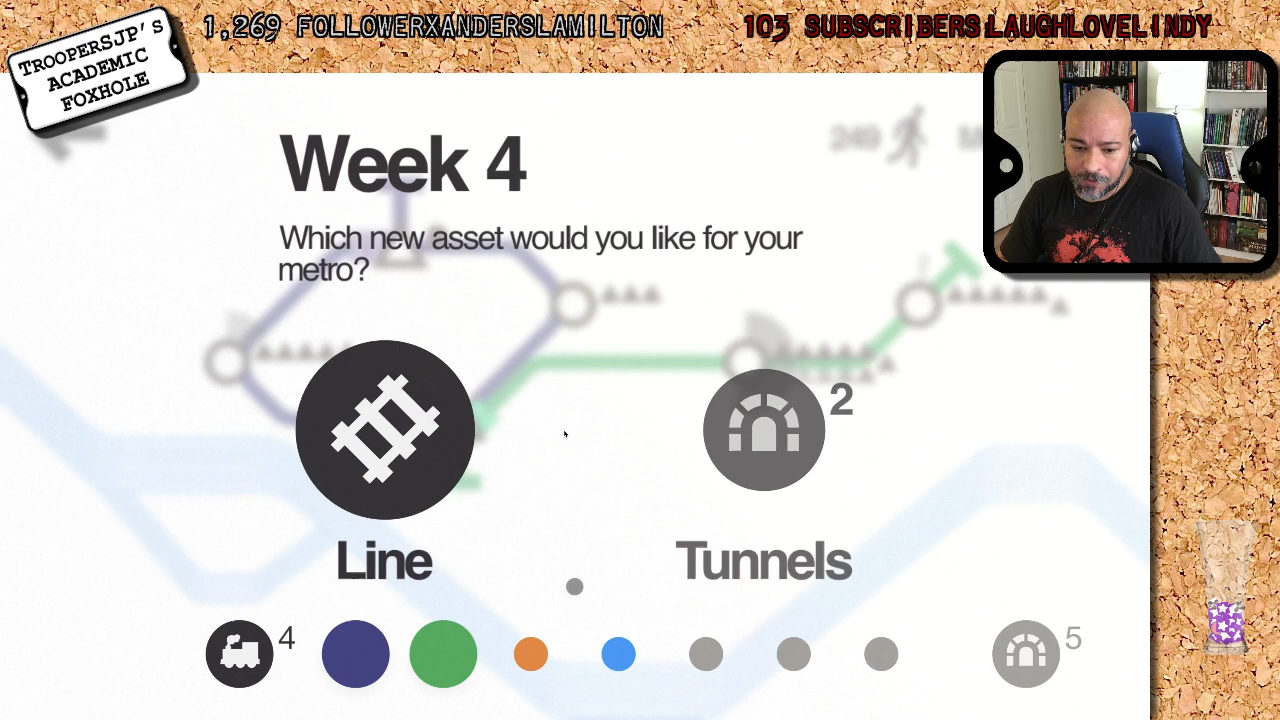 TROOPERSJP'S
ACADEMIC
FOXHOLE
1,269 FOLLOWERXANDERSLAMILTON
103 SUBSCRIBERS:LAUGHLOVELINDY
249
Week 4
Which new asset would you like for your
metro?
2
Line
Tunnels
4
5